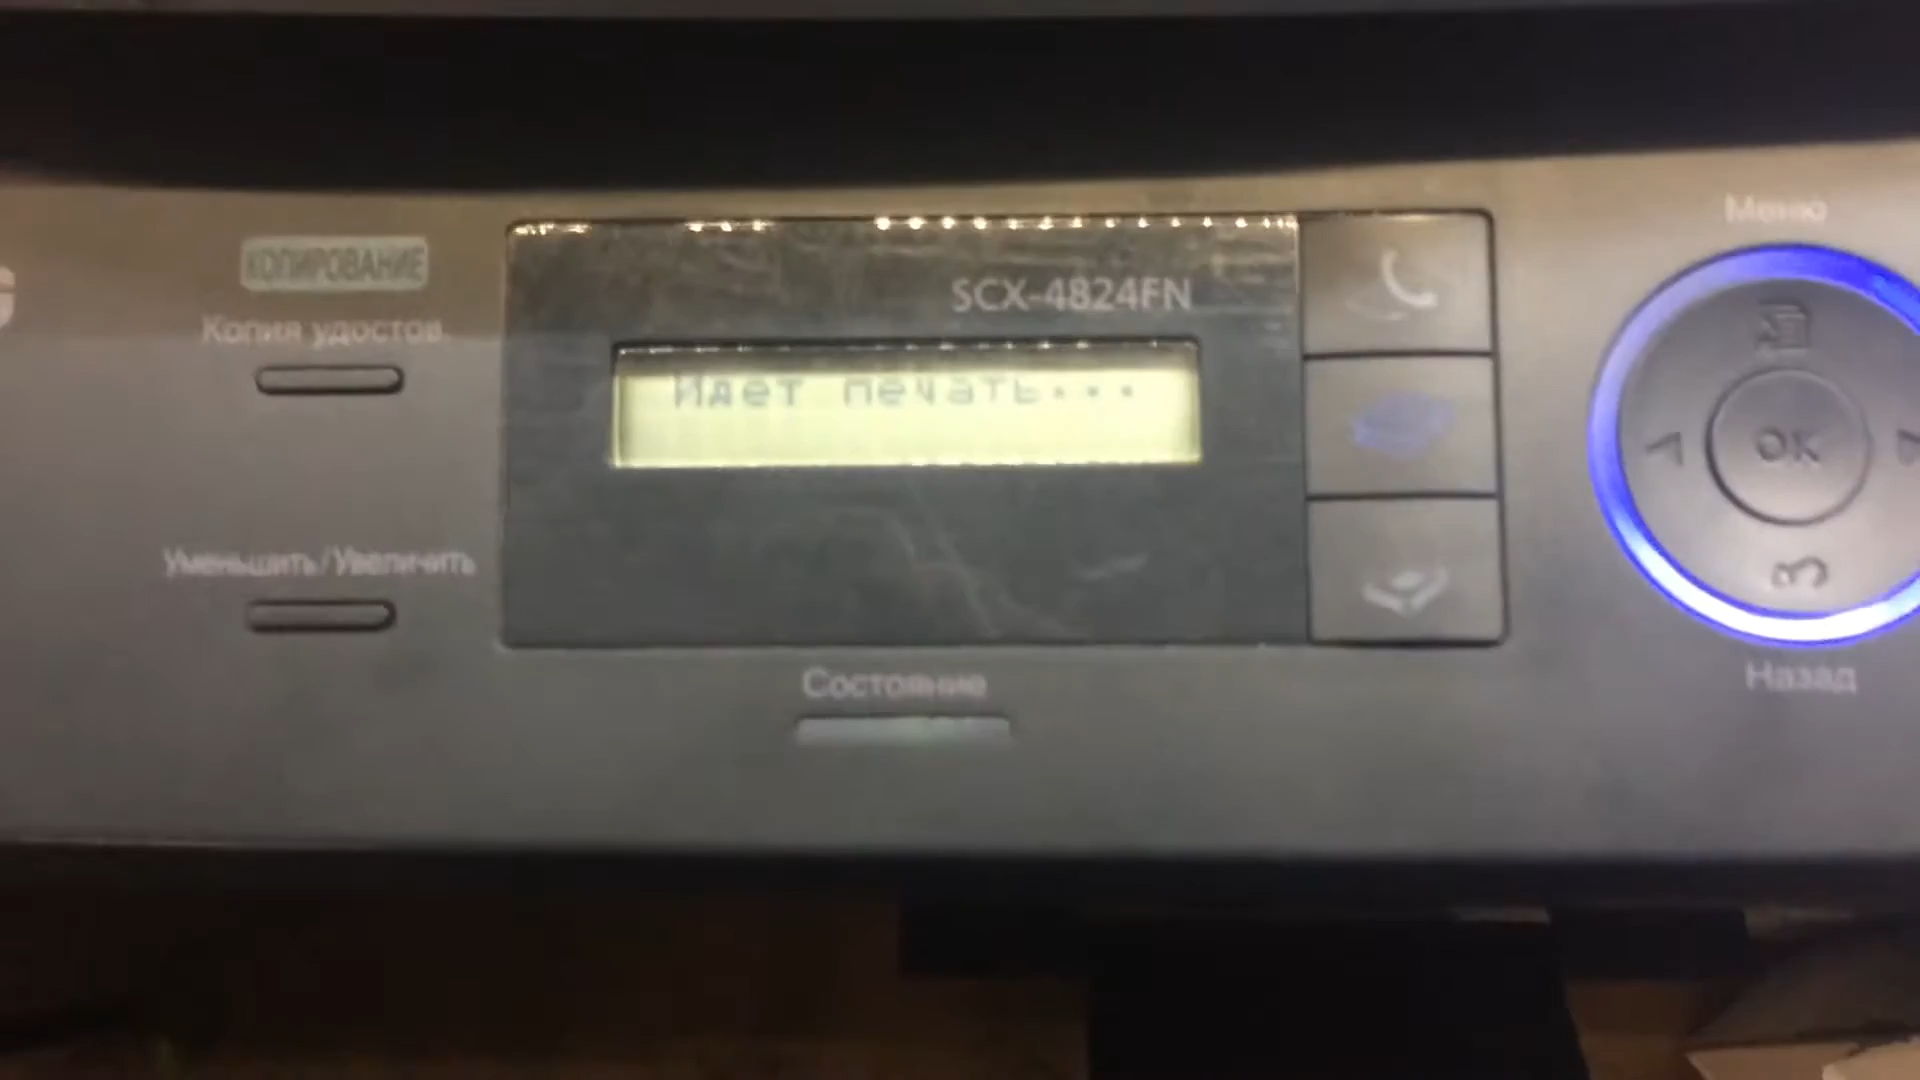 Меню
КОПИРОВАНИЕ
SCX-4824FN
Копия удостов.
Идет печать...
OK
Уменьшить/Увеличить
Состояние
Назад